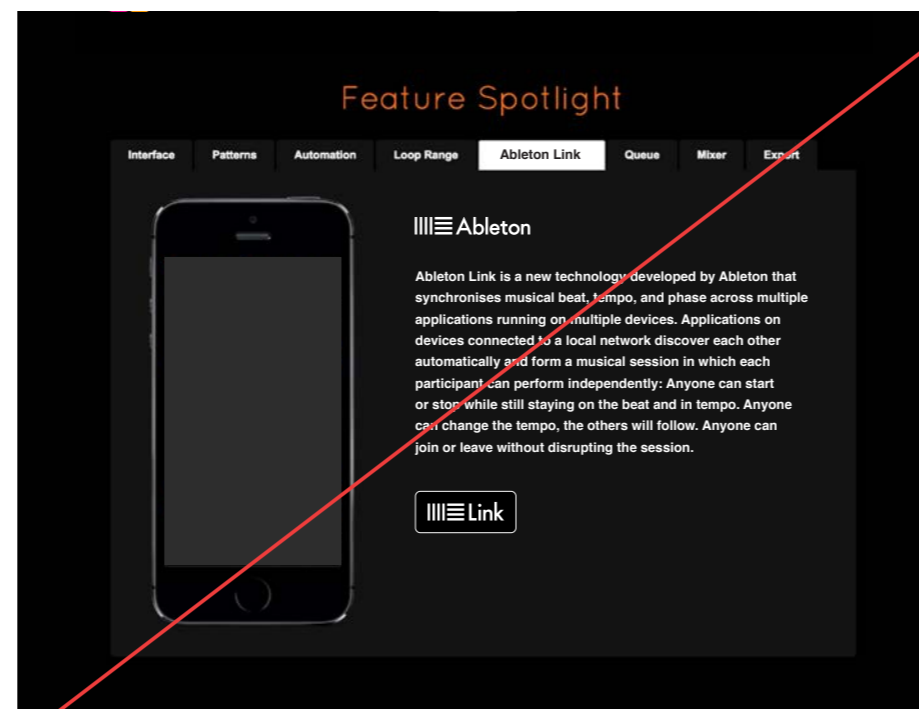 Feature Spotlight
Interface Patterns Automation Loop Range Ableton Link Queue Mixer Export
Ableton
Ableton Link is a new technology developed by Ableton that
synchronises musical beat, tempo, and phase across multiple
applications running on multiple devices. Applications on
devices connected to a local network discover each other
automatically and form a musical session in which each
participant can perform independently: Anyone can start
or stop while still staying on the beat and in tempo. Anyone
can change the tempo, the others will follow. Anyone can
join or leave without disrupting the session.
Link